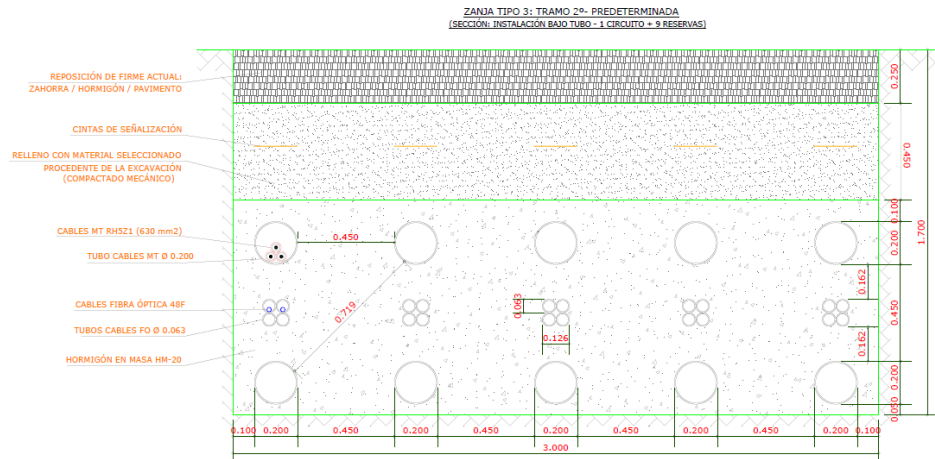 ZANJA TIPO 3: TRAMO 2º- PREDETERMINADA
(SECCIÓN: INSTALACIÓN BAJO TUBO - 1 CIRCUITO + 9 RESERVAS)
REPOSICIÓN DE FIRME ACTUAL:
ZAHORRA / HORMIGÓN / PAVIMENTO
0.250
CINTAS DE SEÑALIZACIÓN
RELLENO CON MATERIAL SELECCIONADO
PROCEDENTE DE LA EXCAVACIÓN
(COMPACTADO MECÁNICO)
0.450
0.100
CABLES MT RH5Z1 (630 mm2)
0.450
0.200
1.700
TUBO CABLES MT Ø 0.200
0.162
CABLES FIBRA ÓPTICA 48F
0.719
0.063
0.450
TUBOS CABLES FO Ø 0.063
0.126
0.162
HORMIGÓN EN MASA HM-20
0.200
0.050
0.100 0.200 0.450 0.200 0.450 0.200 0.450 0.200 0.450 0.200 0.100
3.000